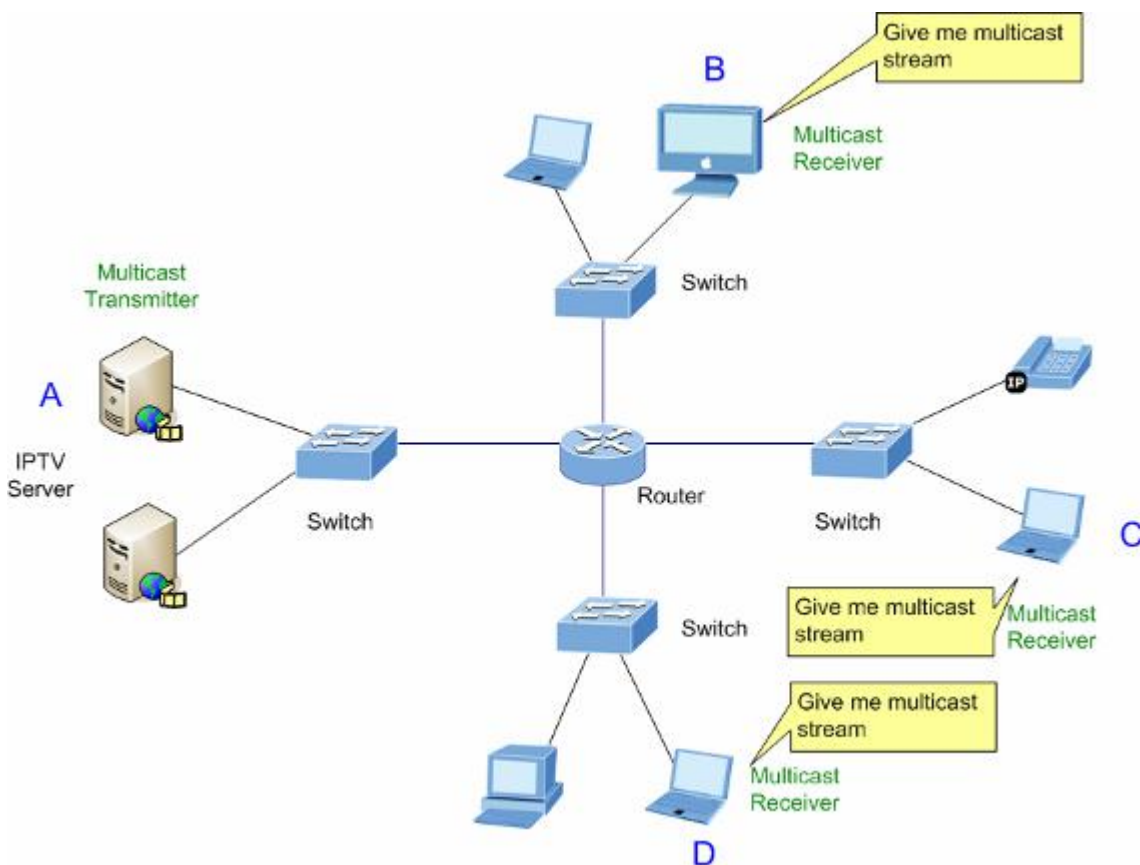 Give me multicast
stream
B
Multicast
Receiver
Switch
Multicast
Transmitter
A
IPTV
Server
Switch
IP
Router
Switch
C
Give me multicast
stream
Multicast
Receiver
Switch
Give me multicast
stream
Multicast
Receiver
D